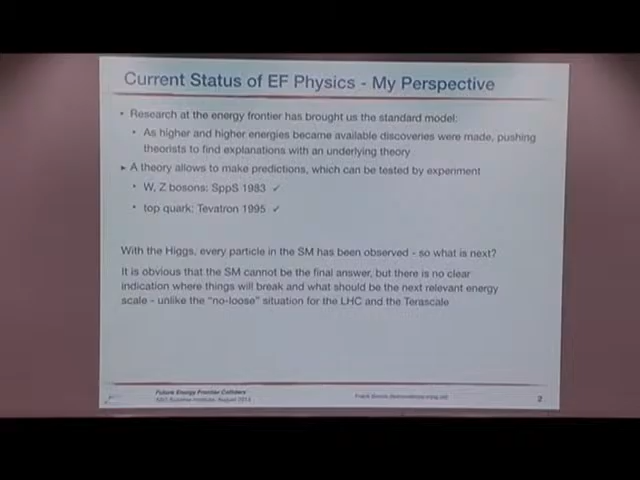 Current Status of EF Physics - My Perspective
• Research at the energy frontier has brought us the standard model:
• As higher and higher energies became available discoveries were made, pushing
theorists to find explanations with an underlying theory
▸ A theory allows to make predictions, which can be tested by experiment
• W, Z bosons: SppS 1983 ✓
• top quark: Tevatron 1995 ✓
With the Higgs, every particle in the SM has been observed - so what is next?
It is obvious that the SM cannot be the final answer, but there is no clear
indication where things will break and what should be the next relevant energy
scale - unlike the "no-loose" situation for the LHC and the Terascale
Future Energy Frontier Colliders
Institute, August
Frank
2